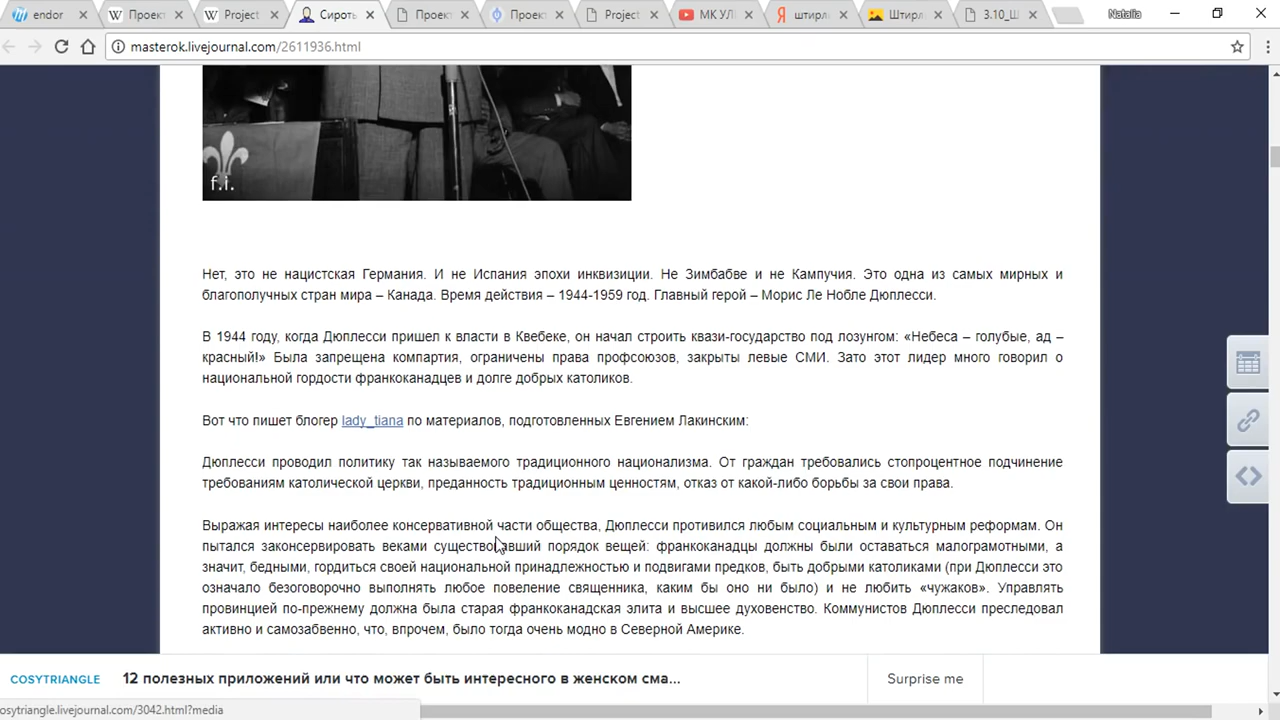 endor
Проект
Project
Сироть
Проект
Проект
Project
МК УЛ
штирл
Штирл
3.10_Ш
Natalia
masterok.livejournal.com/2611936.html
f.i.
Нет, это не нацистская Германия. И не Испания эпохи инквизиции. Не Зимбабве и не Кампучия. Это одна из самых мирных и
благополучных стран мира – Канада. Время действия – 1944-1959 год. Главный герой – Морис Ле Нобле Дюплесси.
В 1944 году, когда Дюплесси пришел к власти в Квебеке, он начал строить квази-государство под лозунгом: «Небеса – голубые, ад –
красный!» Была запрещена компартия, ограничены права профсоюзов, закрыты левые СМИ. Зато этот лидер много говорил о
национальной гордости франкоканадцев и долге добрых католиков.
Вот что пишет блогер lady_tiana по материалов, подготовленных Евгением Лакинским:
Дюплесси проводил политику так называемого традиционного национализма. От граждан требовались стопроцентное подчинение
требованиям католической церкви, преданность традиционным ценностям, отказ от какой-либо борьбы за свои права.
Выражая интересы наиболее консервативной части общества, Дюплесси противился любым социальным и культурным реформам. Он
пытался законсервировать веками существовавший порядок вещей: франкоканадцы должны были оставаться малограмотными, а
значит, бедными, гордиться своей национальной принадлежностью и подвигами предков, быть добрыми католиками (при Дюплесси это
означало безоговорочно выполнять любое повеление священника, каким бы оно ни было) и не любить «чужаков». Управлять
провинцией по-прежнему должна была старая франкоканадская элита и высшее духовенство. Коммунистов Дюплесси преследовал
активно и самозабвенно, что, впрочем, было тогда очень модно в Северной Америке.
COSYTRIANGLE
12 полезных приложений или что может быть интересного в женском сма...
Surprise me
osytriangle.livejournal.com/3042.html?media